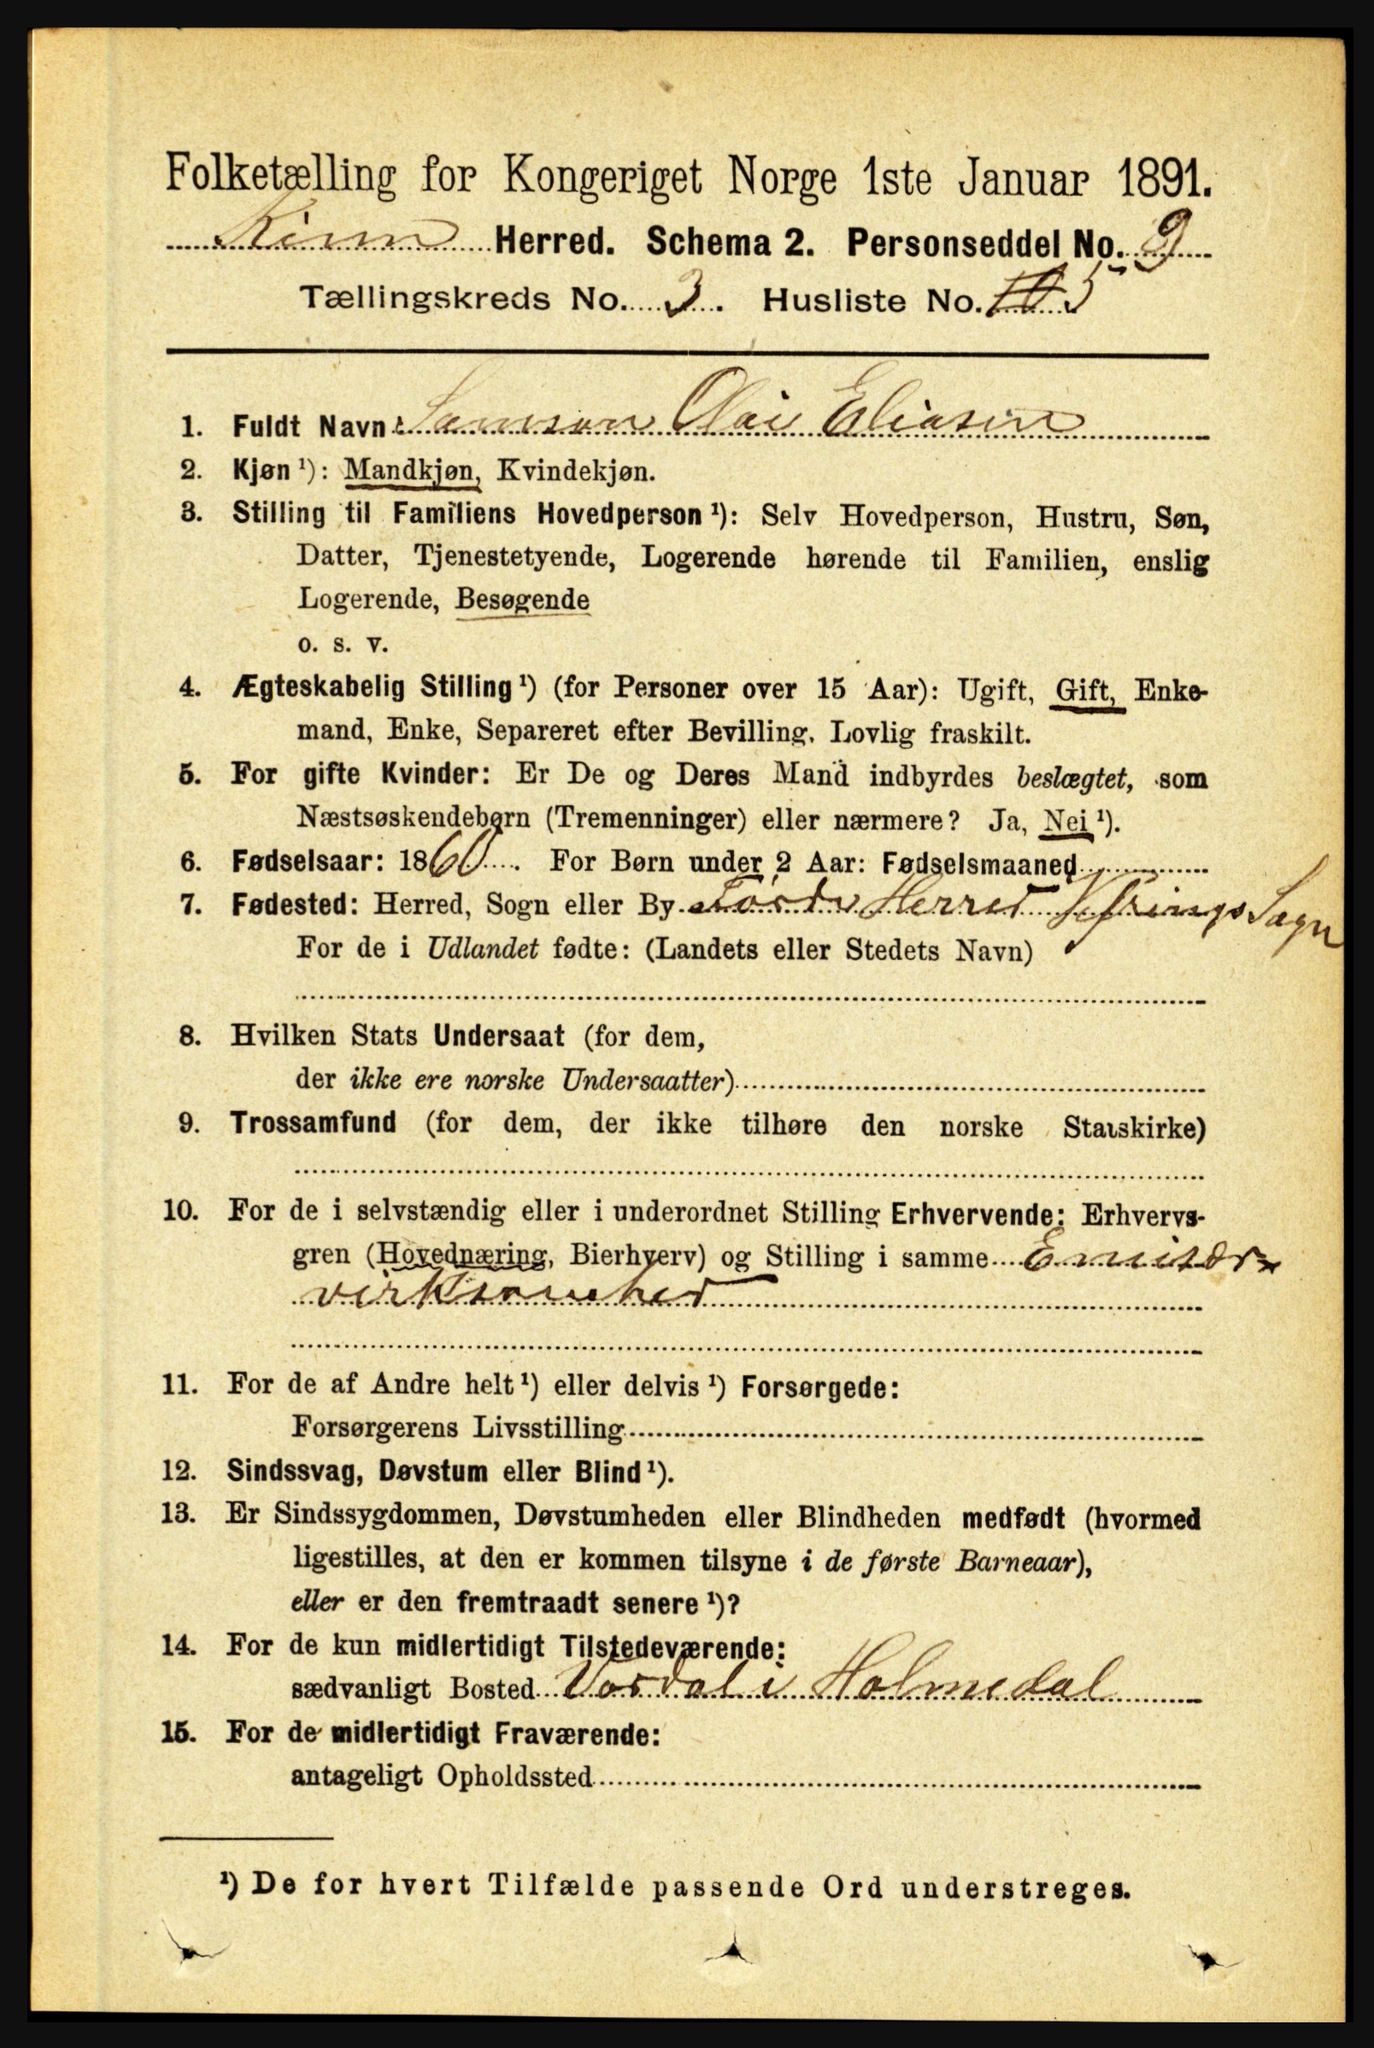 Folketælling for Kongeriget Norge 1ste Januar 1891.
Kinn Herred. Schema 2. Personseddel No. 9
Tællingskreds No. 3. Husliste No. 5
1. Fuldt Navn: Samson Olai Eliasen
2. Kjøn ¹): Mandkjøn, Kvindekjøn.
3. Stilling til Familiens Hovedperson ¹): Selv Hovedperson, Hustru, Søn,
Datter, Tjenestetyende, Logerende hørende til Familien, enslig
Logerende, Besøgende
o. s. v.
4. Ægteskabelig Stilling ¹) (for Personer over 15 Aar): Ugift, Gift, Enke-
mand, Enke, Separeret efter Bevilling. Lovlig fraskilt.
5. For gifte Kvinder: Er De og Deres Mand indbyrdes beslægtet, som
Næstsøskendebørn (Tremenninger) eller nærmere? Ja, Nei ¹).
6. Fødselsaar: 1860. For Børn under 2 Aar: Fødselsmaaned
7. Fødested: Herred, Sogn eller By Førde Herred Vefrings Sogn
For de i Udlandet fødte: (Landets eller Stedets Navn)
8. Hvilken Stats Undersaat (for dem,
der ikke ere norske Undersaatter)
9. Trossamfund (for dem, der ikke tilhøre den norske Statskirke)
10. For de i selvstændig eller i underordnet Stilling Erhvervende: Erhvervs-
gren (Hovednæring, Bierhverv) og Stilling i samme Emisær-
virksomhed
11. For de af Andre helt ¹) eller delvis ¹) Forsørgede:
Forsørgerens Livsstilling
12. Sindssvag, Døvstum eller Blind ¹).
13. Er Sindssygdommen, Døvstumheden eller Blindheden medfødt (hvormed
ligestilles, at den er kommen tilsyne i de første Barneaar),
eller er den fremtraadt senere ¹)?
14. For de kun midlertidigt Tilstedeværende:
sædvanligt Bosted Vardal i Holmedal
15. For de midlertidigt Fraværende:
antageligt Opholdssted
¹) De for hvert Tilfælde passende Ord understreges.